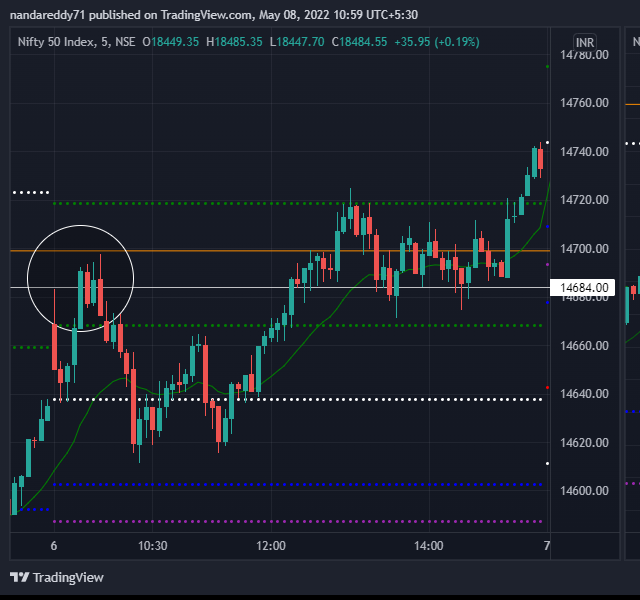 nandareddy71 published on TradingView.com, May 08, 2022 10:59 UTC+5:30
Nifty 50 Index, 5, NSE O18449.35 H18485.35 L18447.70 C18484.55 +35.95 (+0.19%)
INR
N
14780.00
14760.00
14740.00
14720.00
14700.00
14684.00
14680.00
14660.00
14640.00
14620.00
14600.00
6 10:30 12:00 14:00 7
TradingView